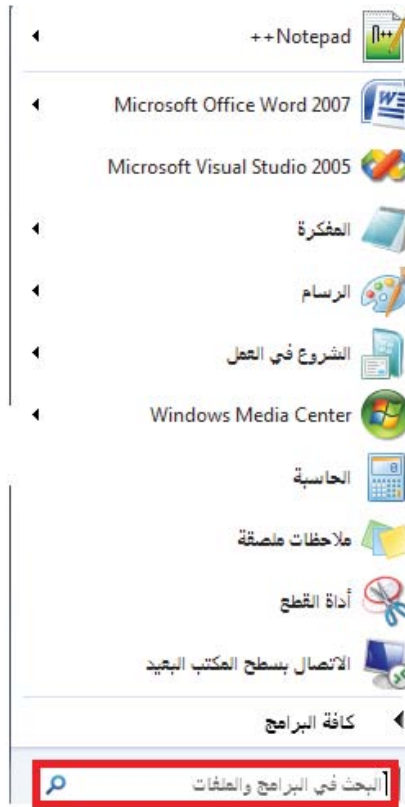 ++Notepad
Microsoft Office Word 2007
Microsoft Visual Studio 2005
المفكرة
الرسام
الشروع في العمل
Windows Media Center
الحاسبة
ملاحظات ملصقة
أداة القطع
الاتصال بسطح المكتب البعيد
كافة البرامج
البحث في البرامج والملفات